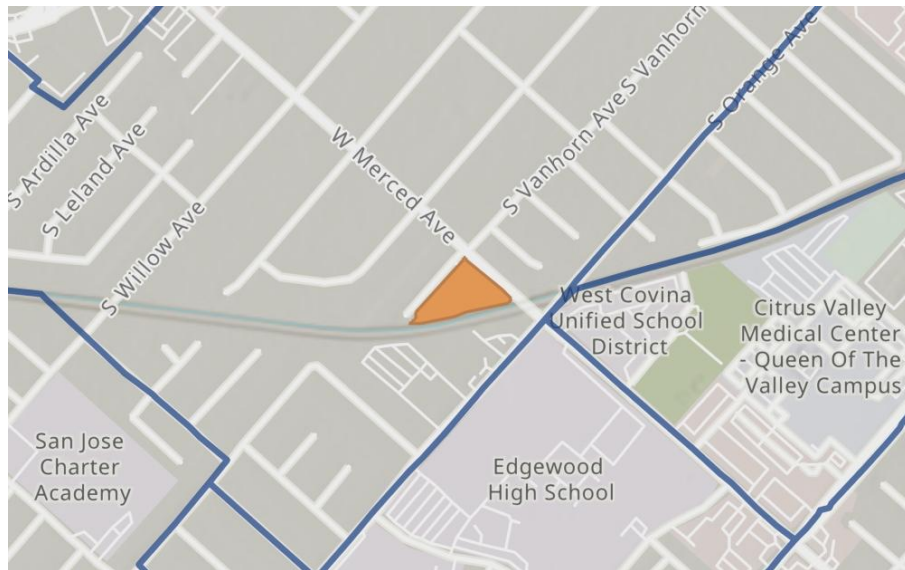 S Vanhorn Ave
S Vanhorn
S Orange Ave
S Ardilla Ave
S Leland Ave
W Merced Ave
S Willow Ave
West Covina
Unified School
District
Citrus Valley
Medical Center
- Queen Of The
Valley Campus
San Jose
Charter
Academy
Edgewood
High School